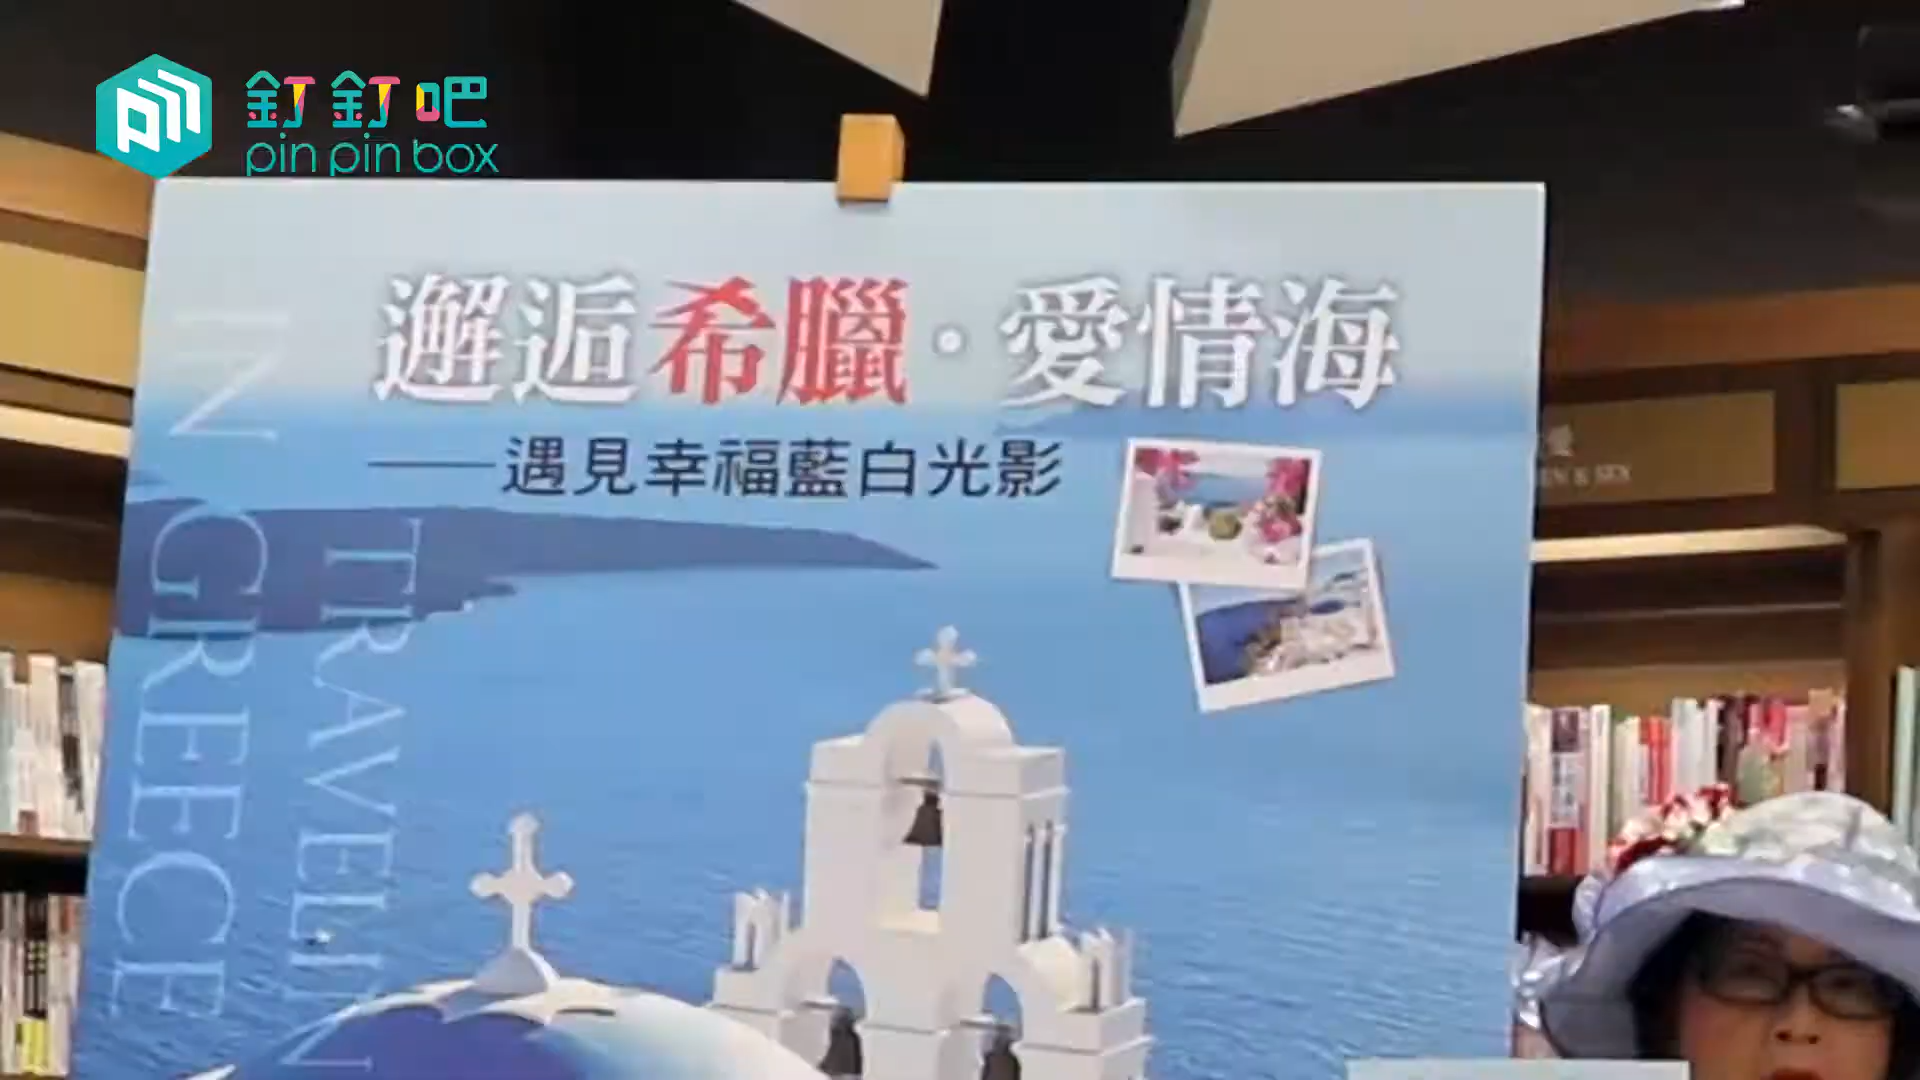 釘釘吧
pin pin box
邂逅希臘·愛情海
——遇見幸福藍白光影
IN GREECE
TRAVELIN